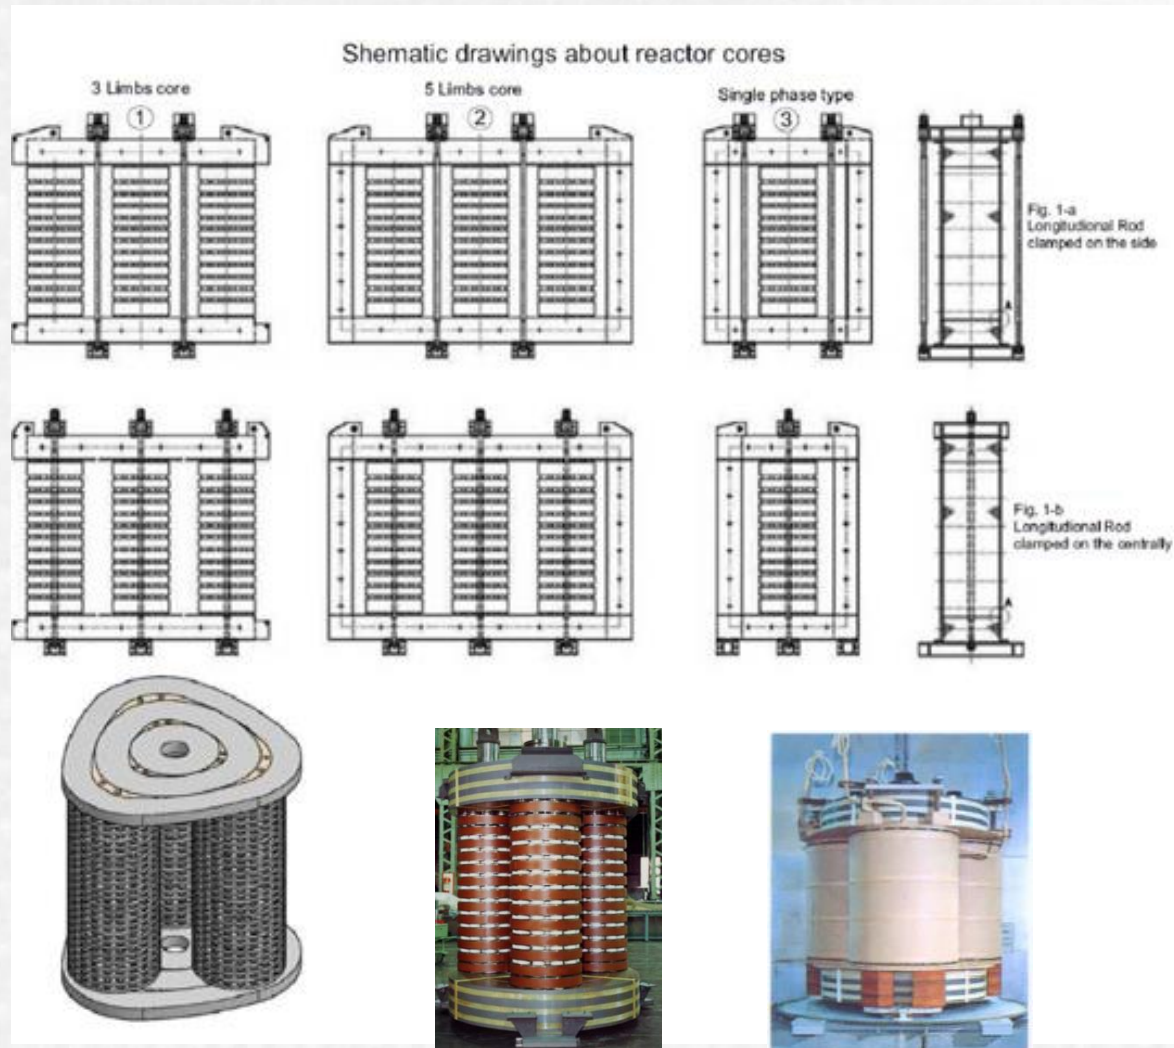 Shematic drawings about reactor cores
3 Limbs core
1
5 Limbs core
2
Single phase type
3
Fig. 1-a
Longitudional Rod
clamped on the side
A
Fig. 1-b
Longitudional Rod
clamped on the centrally
A